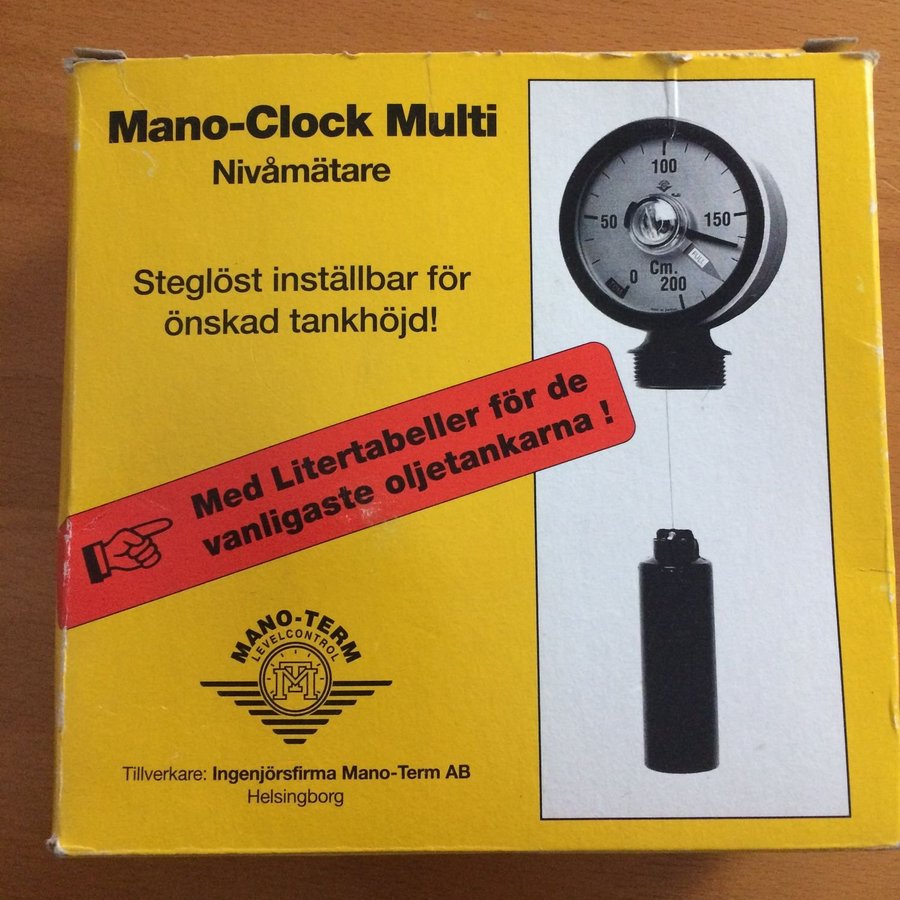 Mano-Clock Multi
Nivåmätare
Steglöst inställbar för
önskad tankhöjd!
Med Litertabeller för de
vanligaste oljetankarna !
MANO-TERM
LEVELCONTROL
MT
Tillverkare: Ingenjörsfirma Mano-Term AB
Helsingborg
100
50
150
PULL
0
Cm.
200